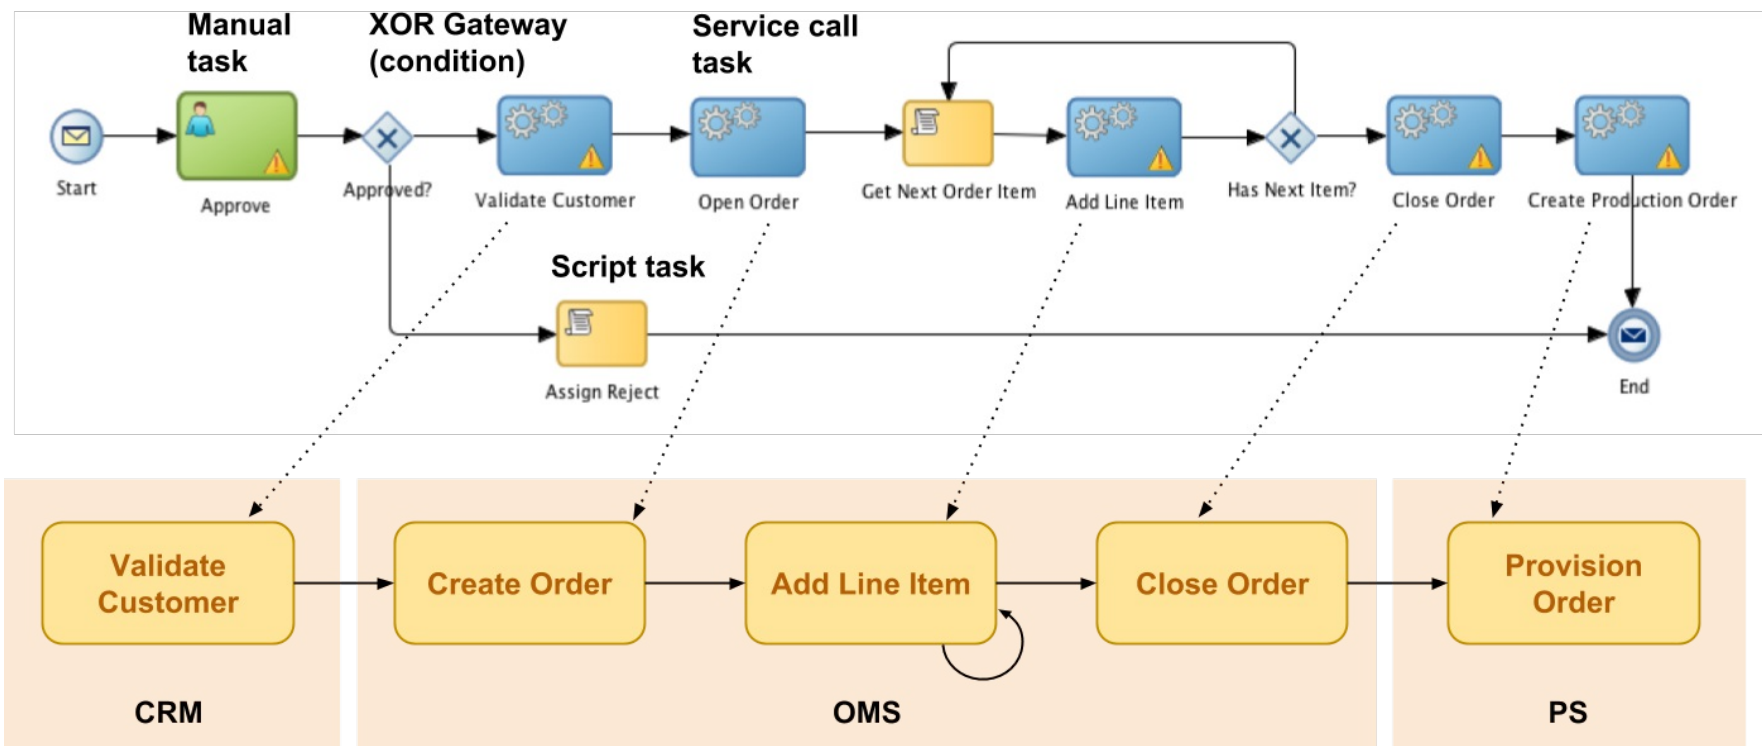 Manual
task
XOR Gateway
(condition)
Service call
task
Start
Approve
Approved?
Validate Customer
Open Order
Get Next Order Item
Add Line Item
Has Next Item?
Close Order
Create Production Order
Script task
Assign Reject
End
Validate
Customer
Create Order
Add Line Item
Close Order
Provision
Order
CRM
OMS
PS